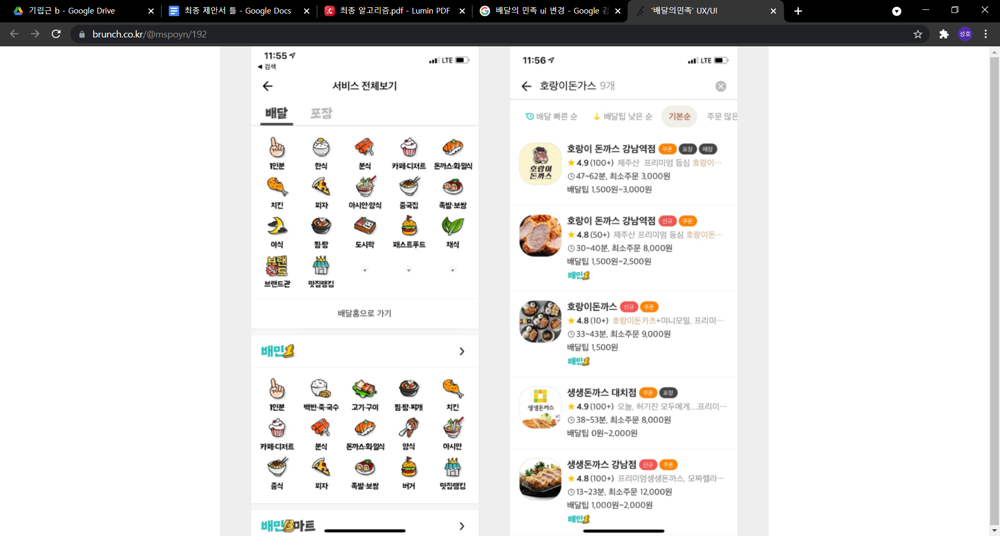 기립근 b - Google Drive
최종 제안서 틀 - Google Docs
최종 알고리즘.pdf - Lumin PDF
배달의 민족 ui 변경 - Google 검
'배달의민족' UX/UI
brunch.co.kr/@mspoyn/192
성호
11:55
LTE
검색
서비스 전체보기
배달 포장
1인분 한식 분식 카페·디저트 돈까스·회일식
치킨 피자 아시안·양식 중국집 족발·보쌈
야식 찜·탕 도시락 패스트푸드 채식
브랜드
브랜드관 맛집랭킹
배달홈으로 가기
배민1
1인분 백반·죽·국수 고기·구이 찜·탕·찌개 치킨
카페·디저트 분식 돈까스·회일식 양식 아시안
중식 피자 족발·보쌈 버거 맛집랭킹
배민B마트
11:56
LTE
호랑이돈가스 9개
배달 빠른 순 배달팁 낮은 순 기본순 주문 많은
호랑이 돈까스
호랑이 돈까스 강남역점 쿠폰 포장 매장
4.9(100+) 제주산 프리미엄 등심 호랑이…
47~62분, 최소주문 3,000원
배달팁 1,500원~3,000원
호랑이 돈까스 강남역점 신규 쿠폰
4.8(50+) 제주산 프리미엄 등심 호랑이돈…
30~40분, 최소주문 8,000원
배달팁 1,500원~2,500원
배민1
호랑이돈까스 신규 쿠폰
4.8(10+) 호랑이돈카츠+미니모밀, 프리미…
33~43분, 최소주문 9,000원
배달팁 1,500원
배민1
생생돈까스
생생돈까스 대치점 쿠폰 포장
4.9(100+) 오늘, 허기진 모두에게....프리미…
38~53분, 최소주문 8,000원
배달팁 0원~2,000원
생생돈까스 강남점 신규 쿠폰
4.8(100+) 프리미엄생생돈까스, 모짜렐라…
13~23분, 최소주문 12,000원
배달팁 1,000원~2,000원
배민1